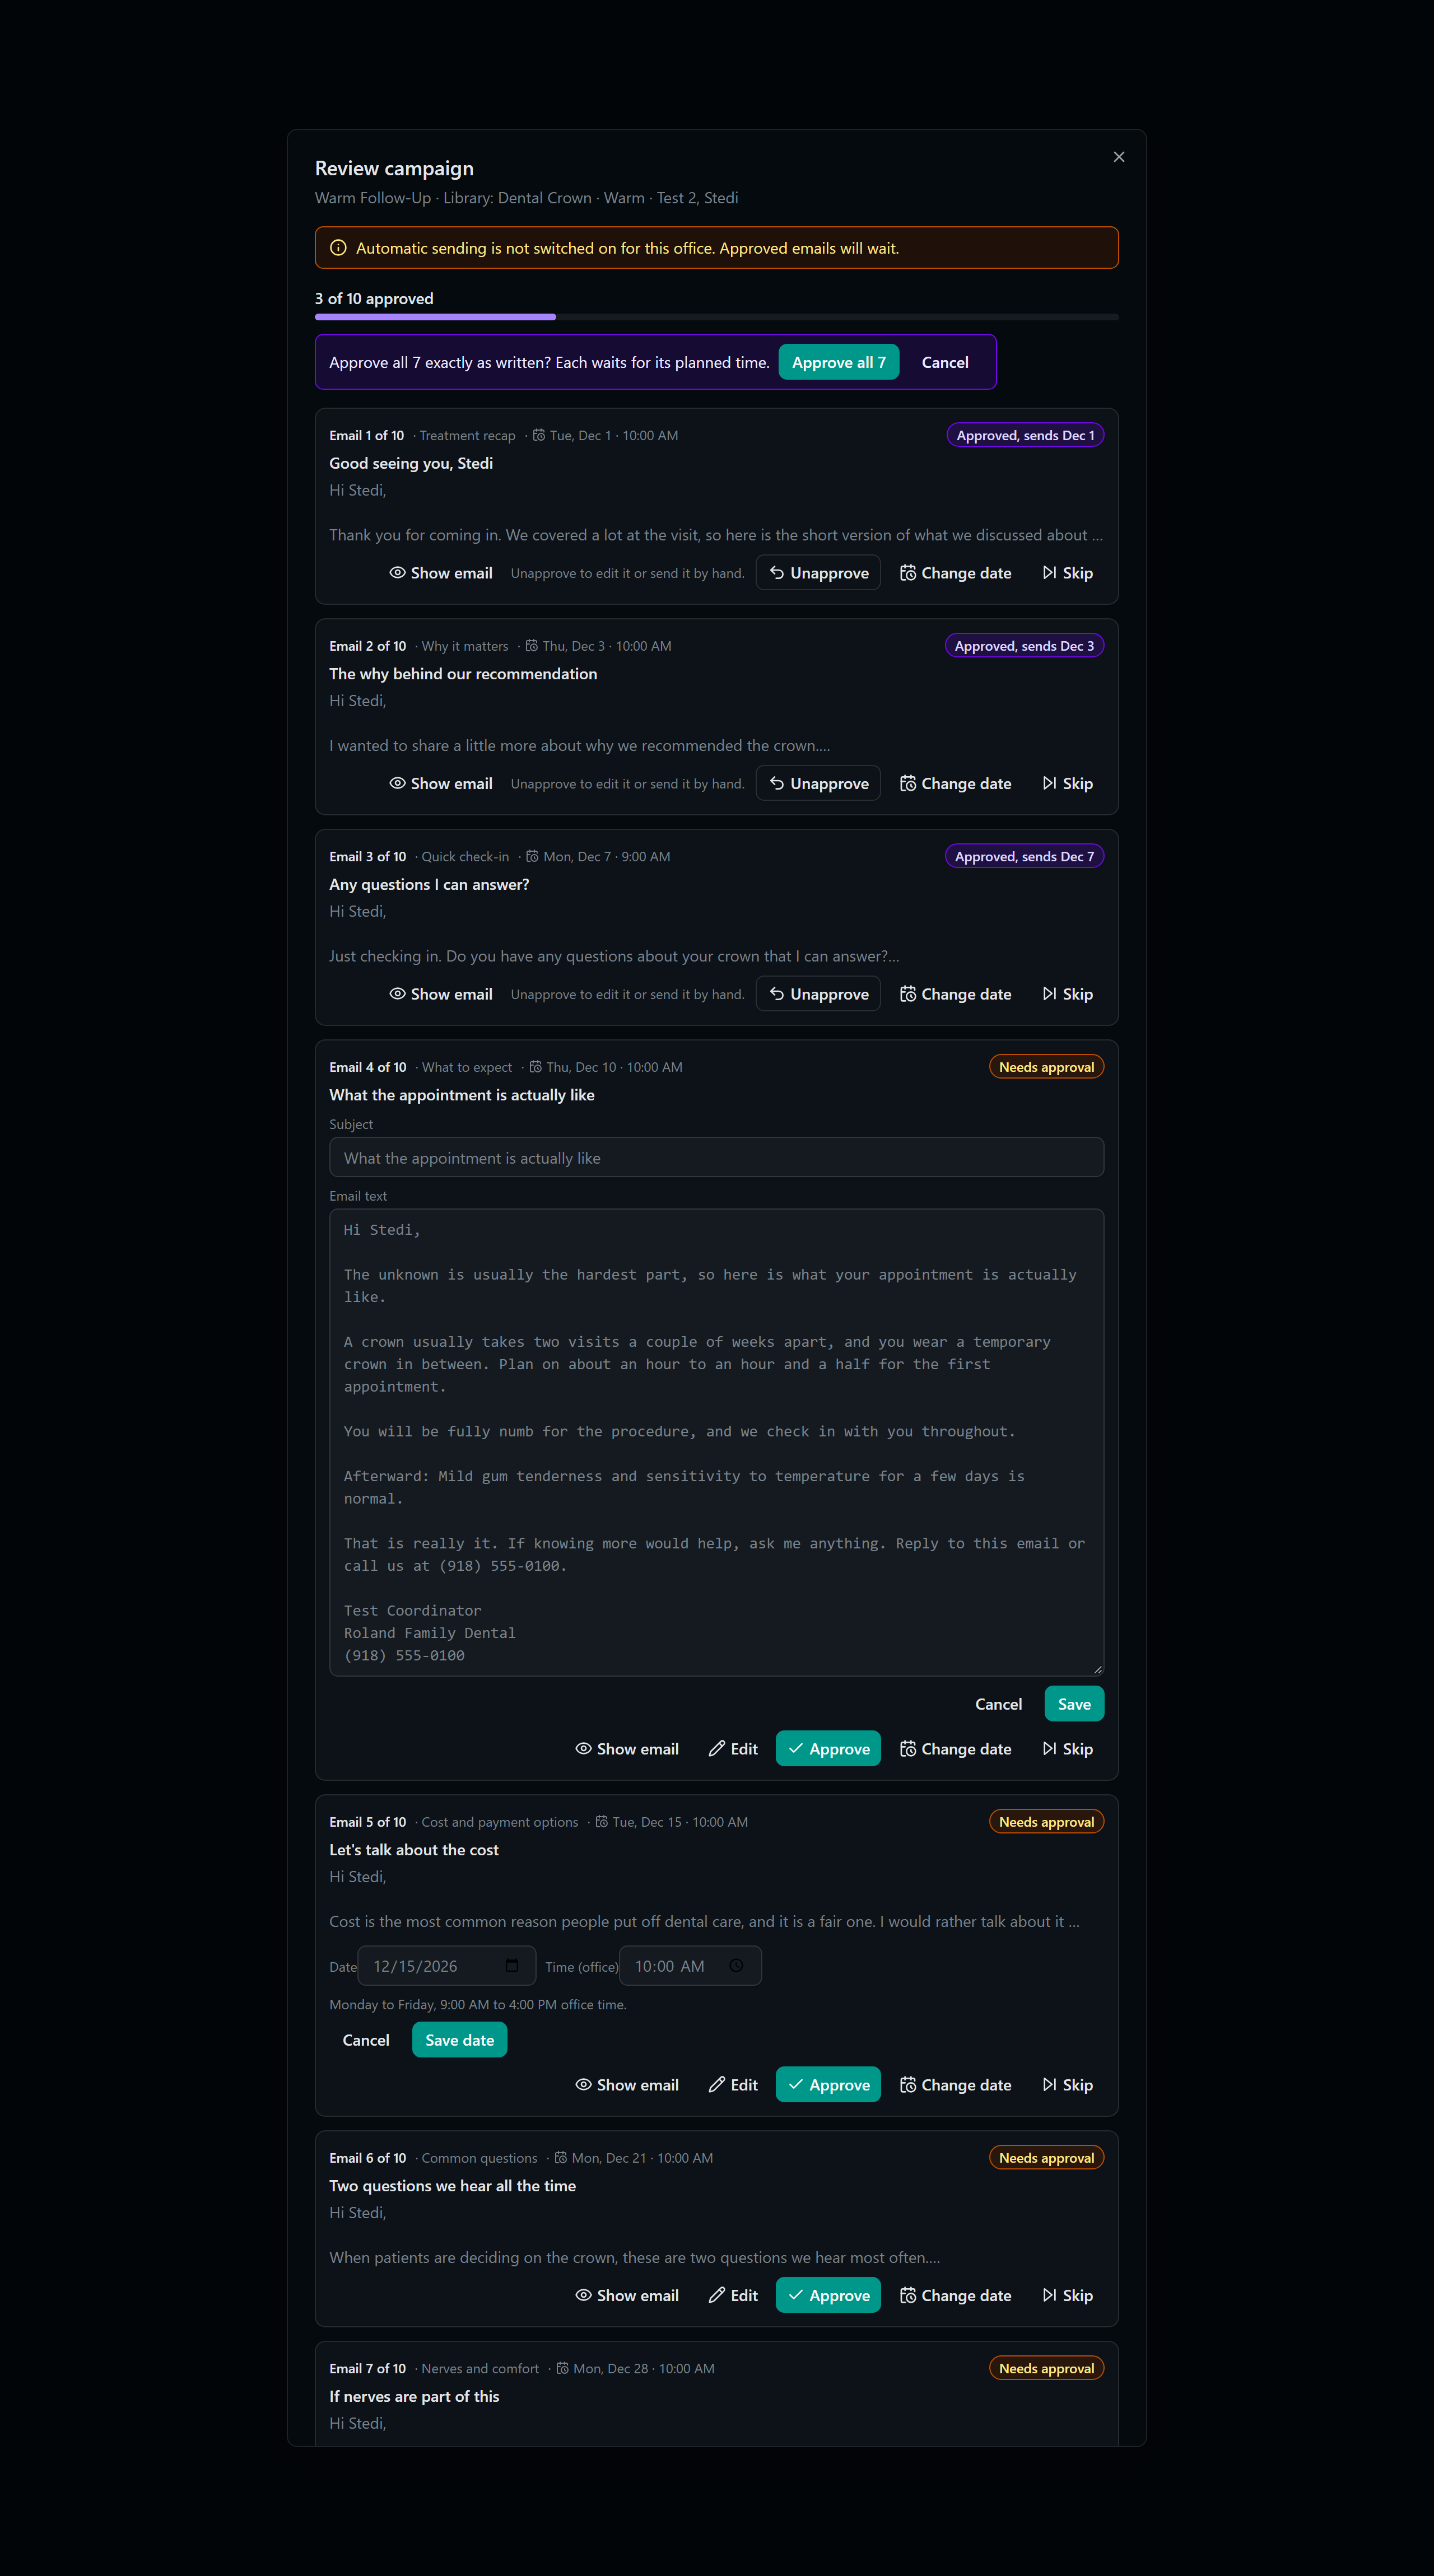 Review campaign
Warm Follow-Up · Library: Dental Crown · Warm · Test 2, Stedi
Automatic sending is not switched on for this office. Approved emails will wait.
3 of 10 approved
Approve all 7 exactly as written? Each waits for its planned time. Approve all 7 Cancel
Email 1 of 10 · Treatment recap · Tue, Dec 1 · 10:00 AM Approved, sends Dec 1
Good seeing you, Stedi
Hi Stedi,
Thank you for coming in. We covered a lot at the visit, so here is the short version of what we discussed about ...
Show email Unapprove to edit it or send it by hand. Unapprove Change date Skip
Email 2 of 10 · Why it matters · Thu, Dec 3 · 10:00 AM Approved, sends Dec 3
The why behind our recommendation
Hi Stedi,
I wanted to share a little more about why we recommended the crown....
Show email Unapprove to edit it or send it by hand. Unapprove Change date Skip
Email 3 of 10 · Quick check-in · Mon, Dec 7 · 9:00 AM Approved, sends Dec 7
Any questions I can answer?
Hi Stedi,
Just checking in. Do you have any questions about your crown that I can answer?...
Show email Unapprove to edit it or send it by hand. Unapprove Change date Skip
Email 4 of 10 · What to expect · Thu, Dec 10 · 10:00 AM Needs approval
What the appointment is actually like
Subject
What the appointment is actually like
Email text
Hi Stedi,
The unknown is usually the hardest part, so here is what your appointment is actually
like.
A crown usually takes two visits a couple of weeks apart, and you wear a temporary
crown in between. Plan on about an hour to an hour and a half for the first
appointment.
You will be fully numb for the procedure, and we check in with you throughout.
Afterward: Mild gum tenderness and sensitivity to temperature for a few days is
normal.
That is really it. If knowing more would help, ask me anything. Reply to this email or
call us at (918) 555-0100.
Test Coordinator
Roland Family Dental
(918) 555-0100
Cancel Save
Show email Edit Approve Change date Skip
Email 5 of 10 · Cost and payment options · Tue, Dec 15 · 10:00 AM Needs approval
Let's talk about the cost
Hi Stedi,
Cost is the most common reason people put off dental care, and it is a fair one. I would rather talk about it ...
Date 12/15/2026 Time (office) 10:00 AM
Monday to Friday, 9:00 AM to 4:00 PM office time.
Cancel Save date
Show email Edit Approve Change date Skip
Email 6 of 10 · Common questions · Mon, Dec 21 · 10:00 AM Needs approval
Two questions we hear all the time
Hi Stedi,
When patients are deciding on the crown, these are two questions we hear most often....
Show email Edit Approve Change date Skip
Email 7 of 10 · Nerves and comfort · Mon, Dec 28 · 10:00 AM Needs approval
If nerves are part of this
Hi Stedi,